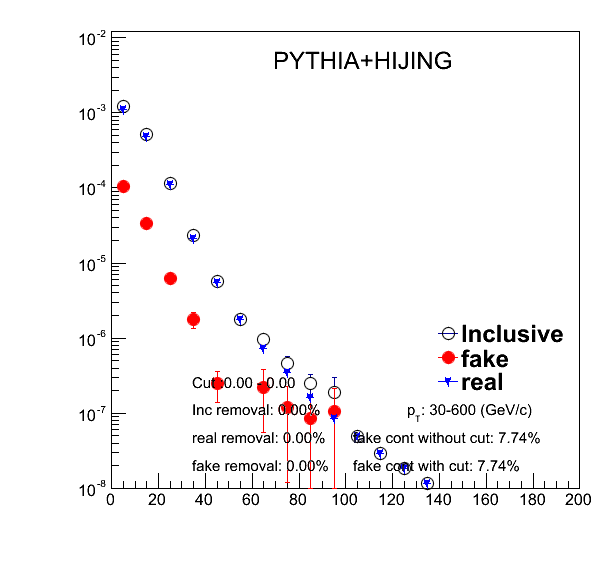 10^-2
PYTHIA+HIJING
10^-3
10^-4
10^-5
10^-6
Inclusive
fake
real
Cut: 0.00 - 0.00
10^-7
Inc removal: 0.00%
p_T: 30-600 (GeV/c)
real removal: 0.00%
fake cont without cut: 7.74%
fake removal: 0.00%
fake cont with cut: 7.74%
10^-8
0 20 40 60 80 100 120 140 160 180 200